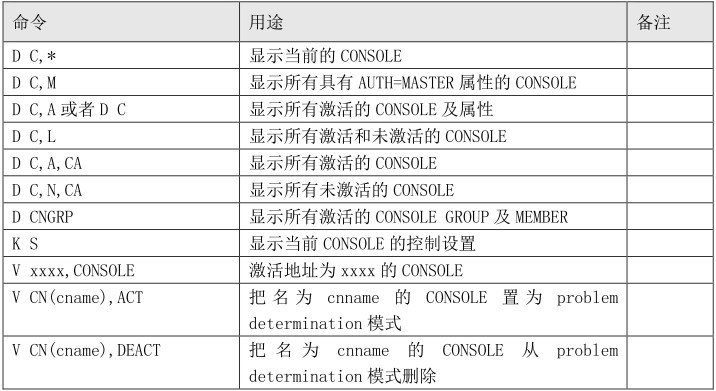 命令 用途 备注
D C,* 显示当前的 CONSOLE
D C,M 显示所有具有 AUTH=MASTER 属性的 CONSOLE
D C,A 或者 D C 显示所有激活的 CONSOLE 及属性
D C,L 显示所有激活和未激活的 CONSOLE
D C,A,CA 显示所有激活的 CONSOLE
D C,N,CA 显示所有未激活的 CONSOLE
D CNGRP 显示所有激活的 CONSOLE GROUP 及 MEMBER
K S 显示当前 CONSOLE 的控制设置
V xxxx,CONSOLE 激活地址为 xxxx 的 CONSOLE
V CN(cname),ACT 把名为 cnname 的 CONSOLE 置为 problem
determination 模式
V CN(cname),DEACT 把名为 cnname 的 CONSOLE 从 problem
determination 模式删除